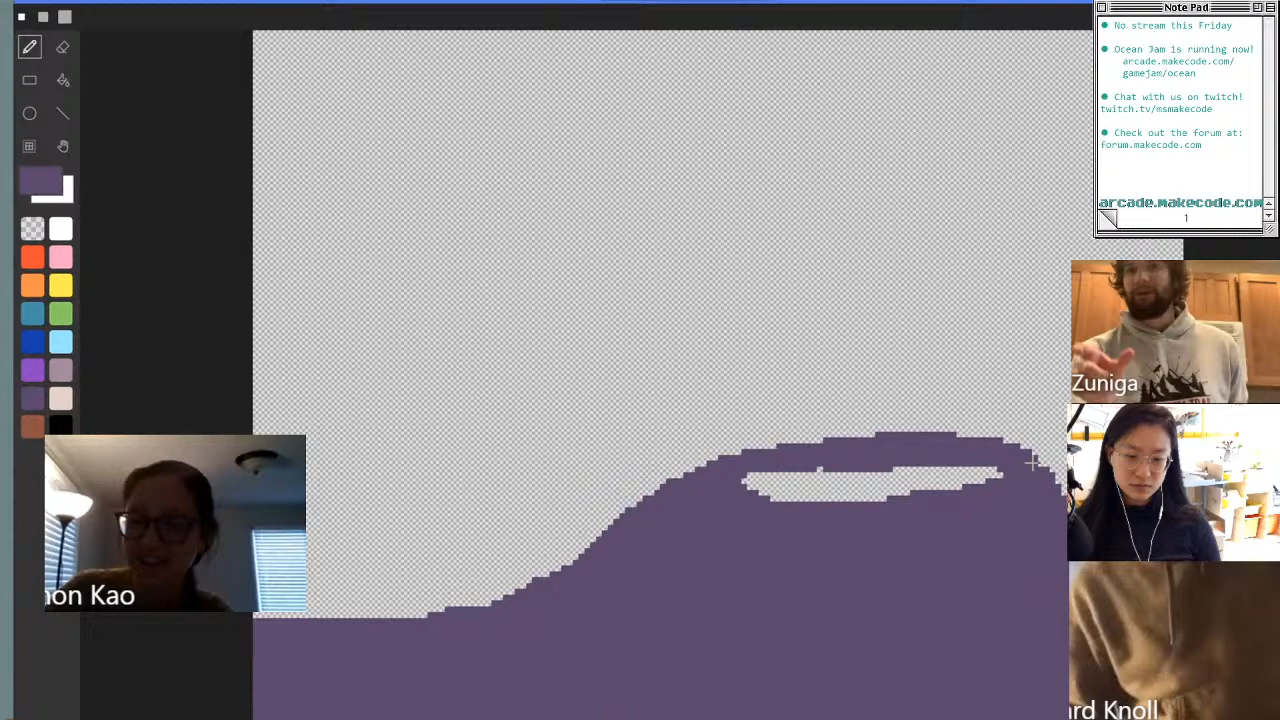 Note Pad
No stream this Friday
Ocean Jam is running now!
arcade.makecode.com/
gamejam/ocean
Chat with us on twitch!
twitch.tv/msmakecode
Check out the forum at:
forum.makecode.com
arcade.makecode.com
1
Zuniga
non Kao
ard Knoll